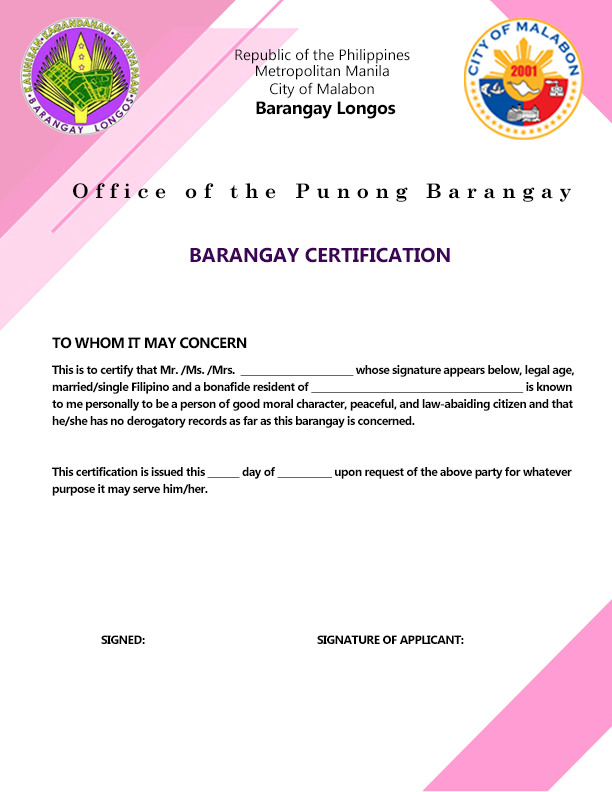 KALINISAN • KAGANDAHAN • KAPAYAPAAN
• BARANGAY LONGOS •
CITY OF MALABON
2001
Republic of the Philippines
Metropolitan Manila
City of Malabon
Barangay Longos
Office of the Punong Barangay
BARANGAY CERTIFICATION
TO WHOM IT MAY CONCERN
This is to certify that Mr. /Ms. /Mrs. ____________________ whose signature appears below, legal age,
married/single Filipino and a bonafide resident of ______________________________________ is known
to me personally to be a person of good moral character, peaceful, and law-abaiding citizen and that
he/she has no derogatory records as far as this barangay is concerned.
This certification is issued this ______ day of __________ upon request of the above party for whatever
purpose it may serve him/her.
SIGNED:
SIGNATURE OF APPLICANT: